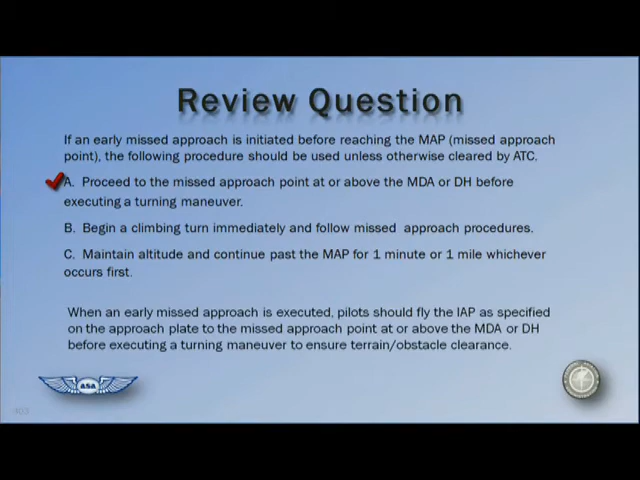 Review Question
If an early missed approach is initiated before reaching the MAP (missed approach
point), the following procedure should be used unless otherwise cleared by ATC.
A. Proceed to the missed approach point at or above the MDA or DH before
executing a turning maneuver.
B. Begin a climbing turn immediately and follow missed approach procedures.
C. Maintain altitude and continue past the MAP for 1 minute or 1 mile whichever
occurs first.
When an early missed approach is executed, pilots should fly the IAP as specified
on the approach plate to the missed approach point at or above the MDA or DH
before executing a turning maneuver to ensure terrain/obstacle clearance.
ASA